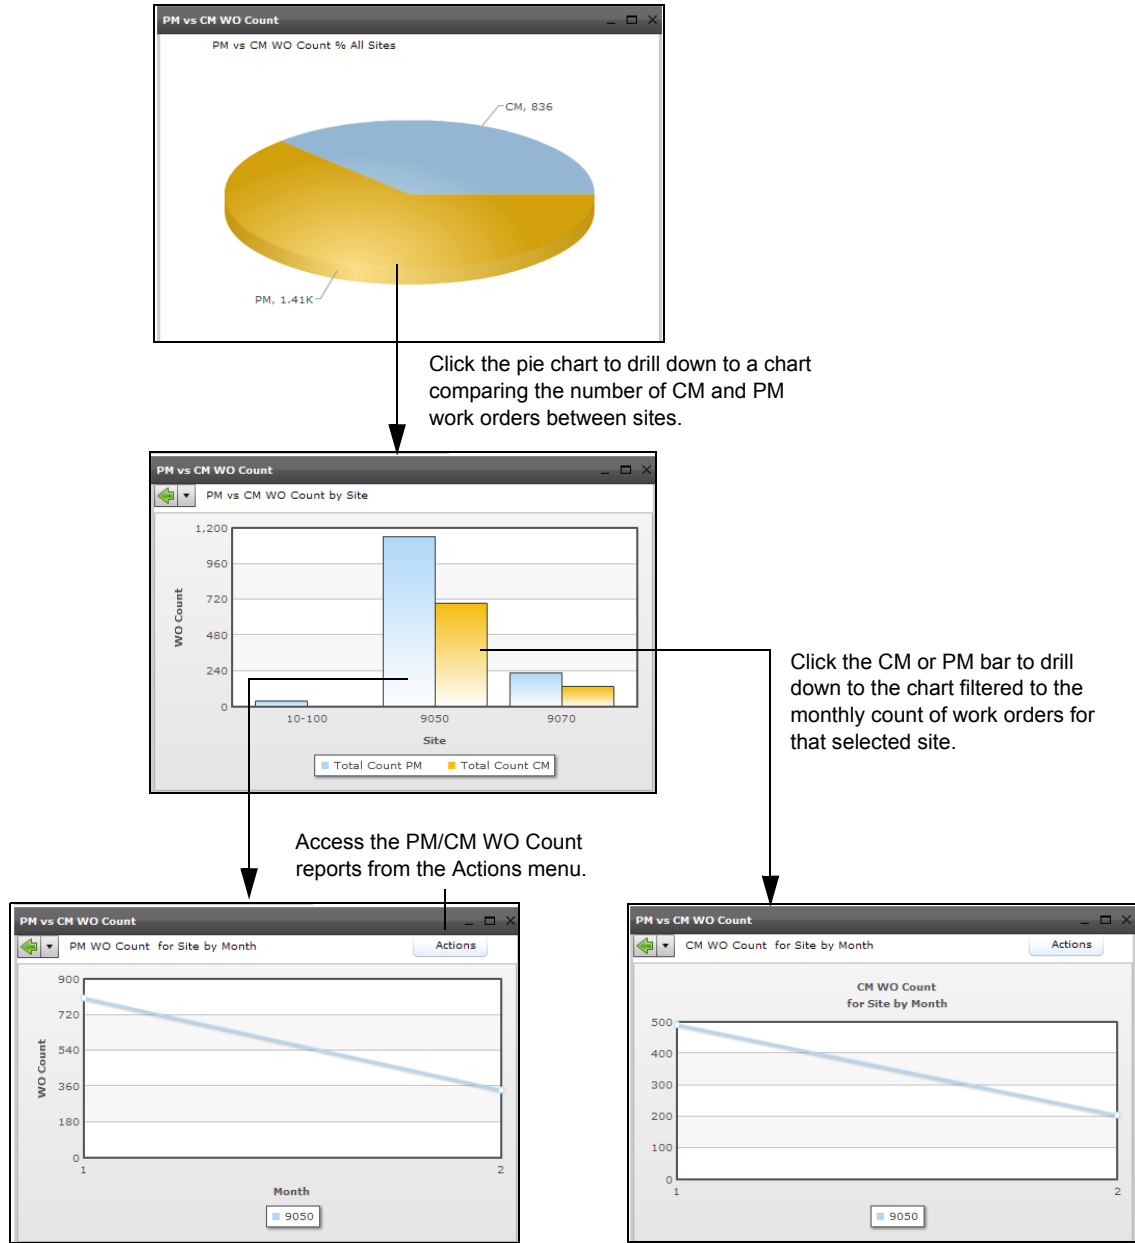 PM vs CM WO Count
PM vs CM WO Count % All Sites
CM, 836
PM, 1.41K
Click the pie chart to drill down to a chart
comparing the number of CM and PM
work orders between sites.
PM vs CM WO Count
PM vs CM WO Count by Site
1,200
960
720
480
240
0
WO Count
10-100
9050
9070
Site
Total Count PM
Total Count CM
Click the CM or PM bar to drill
down to the chart filtered to the
monthly count of work orders for
that selected site.
Access the PM/CM WO Count
reports from the Actions menu.
PM vs CM WO Count
PM WO Count for Site by Month
Actions
900
720
540
360
180
0
WO Count
1
2
Month
9050
PM vs CM WO Count
CM WO Count for Site by Month
Actions
CM WO Count
for Site by Month
500
400
300
200
100
0
1
2
9050